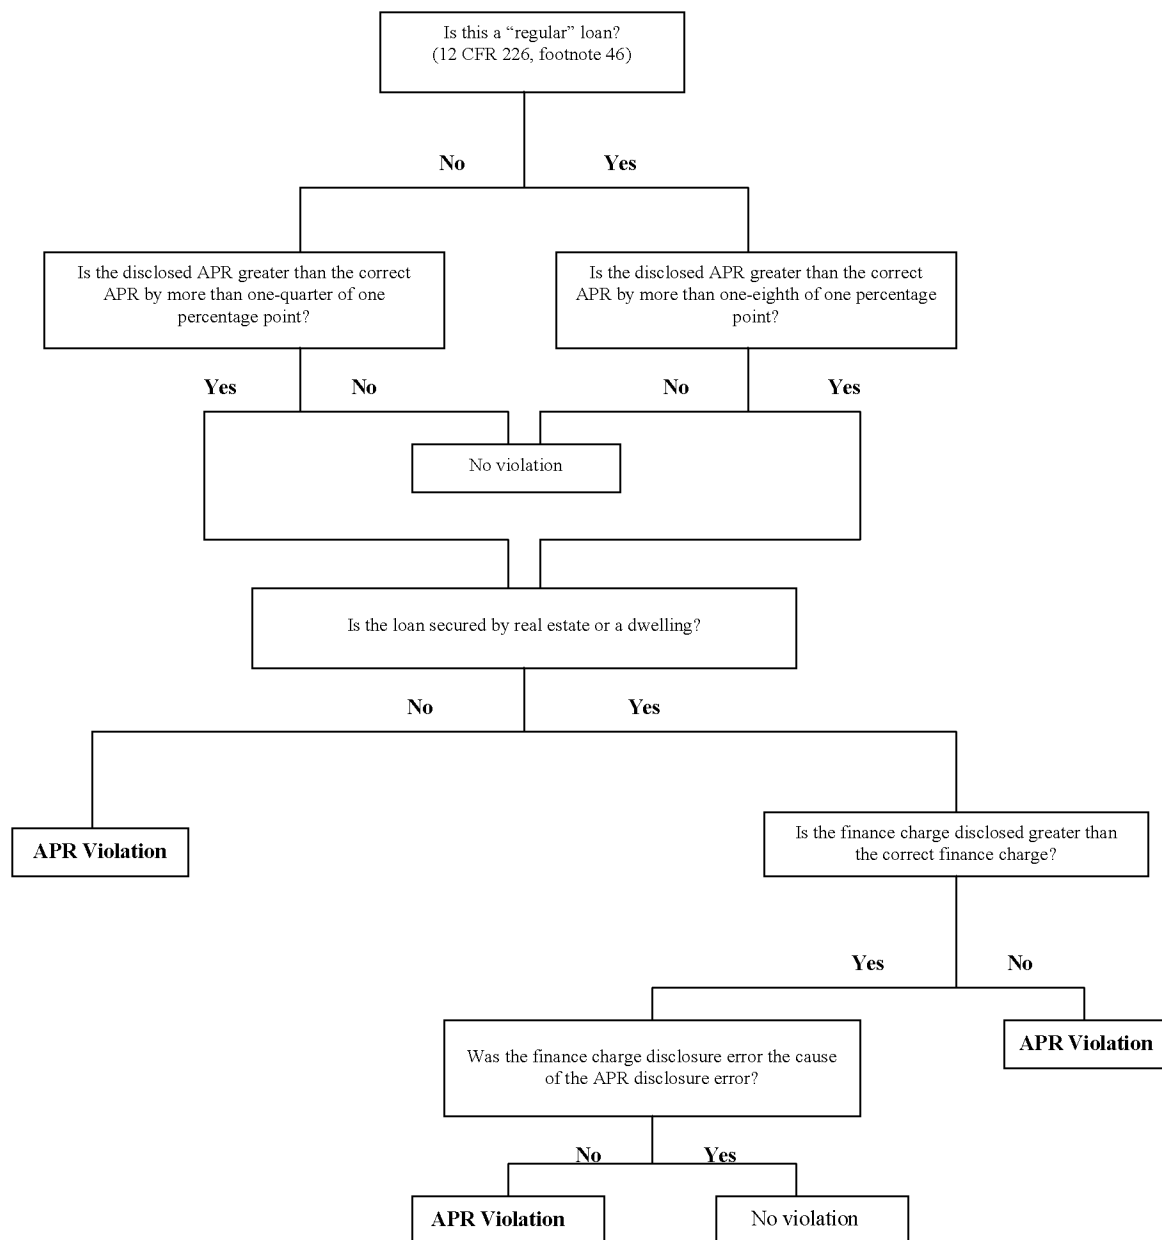 Is this a “regular” loan?
(12 CFR 226, footnote 46)
No
Yes
Is the disclosed APR greater than the correct
APR by more than one-quarter of one
percentage point?
Is the disclosed APR greater than the correct
APR by more than one-eighth of one percentage
point?
Yes
No
No
Yes
No violation
Is the loan secured by real estate or a dwelling?
No
Yes
APR Violation
Is the finance charge disclosed greater than
the correct finance charge?
Yes
No
Was the finance charge disclosure error the cause
of the APR disclosure error?
APR Violation
No
Yes
APR Violation
No violation